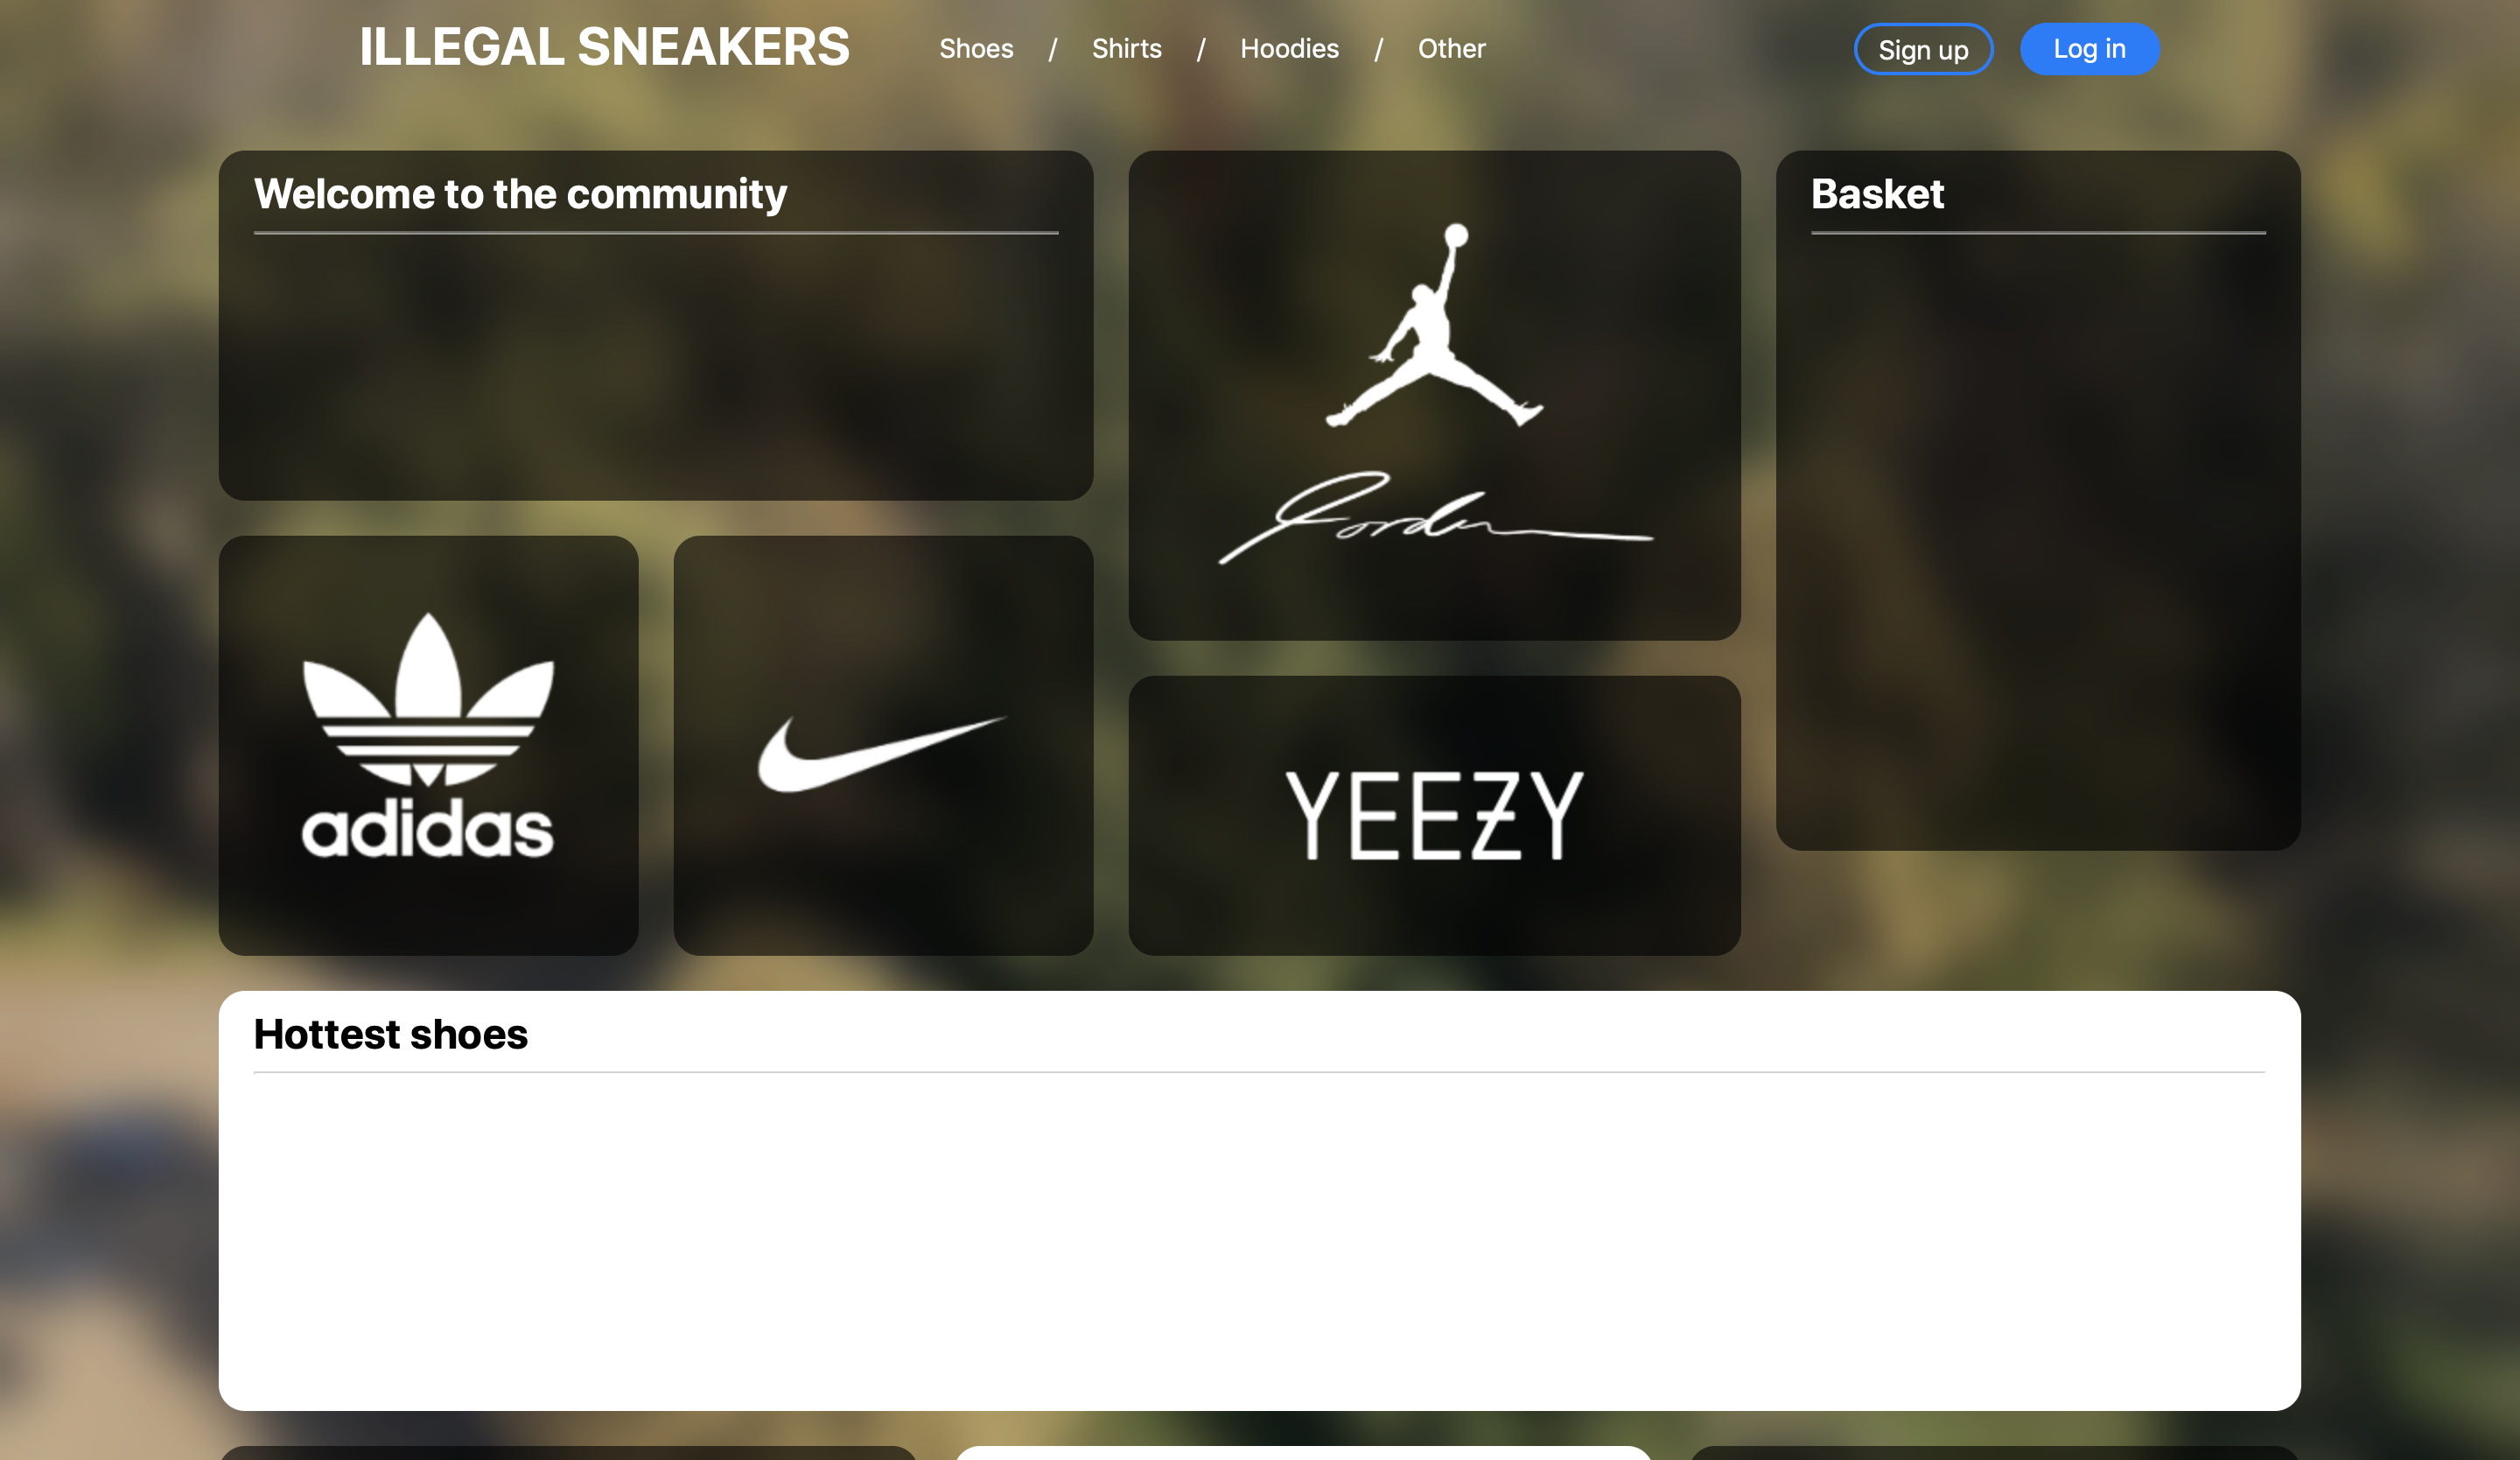 ILLEGAL SNEAKERS
Shoes / Shirts / Hoodies / Other
Sign up
Log in
Welcome to the community
Basket
Jordan
adidas
YEEZY
Hottest shoes